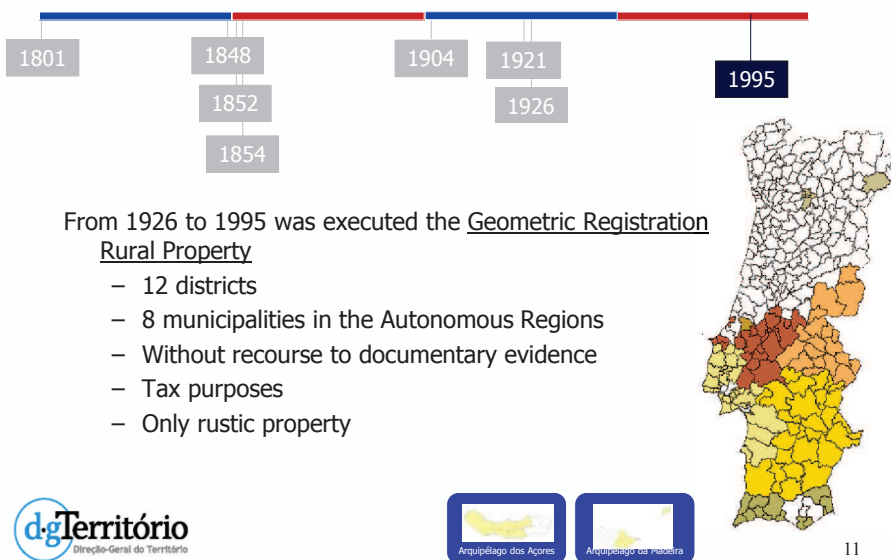 1801
1848
1904
1921
1995
1852
1926
1854
From 1926 to 1995 was executed the Geometric Registration
Rural Property
– 12 districts
– 8 municipalities in the Autonomous Regions
– Without recourse to documentary evidence
– Tax purposes
– Only rustic property
d·gTerritório
Direção-Geral do Território
Arquipélago dos Açores
Arquipélago da Madeira
11